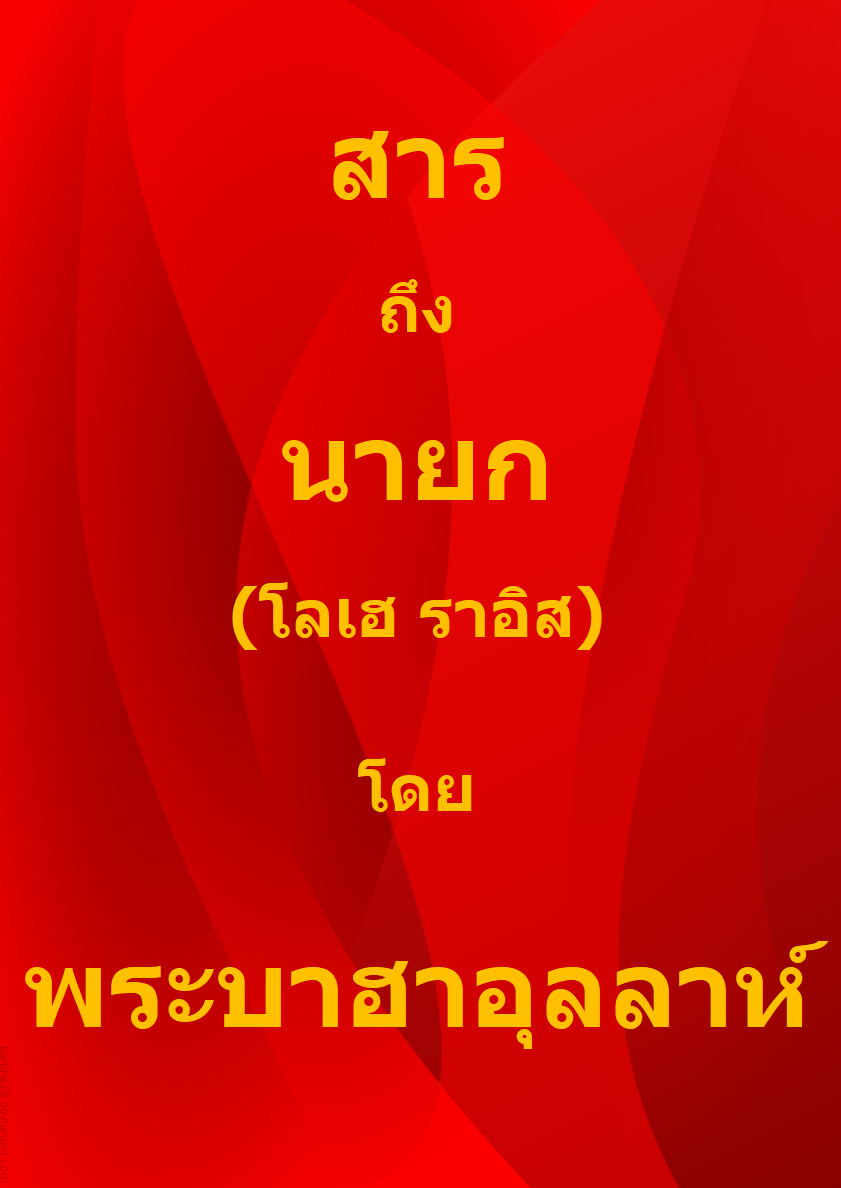 สาร
ถึง
นายก
(โลเฮ ราอิส)
โดย
พระบาฮาอุลลาห์